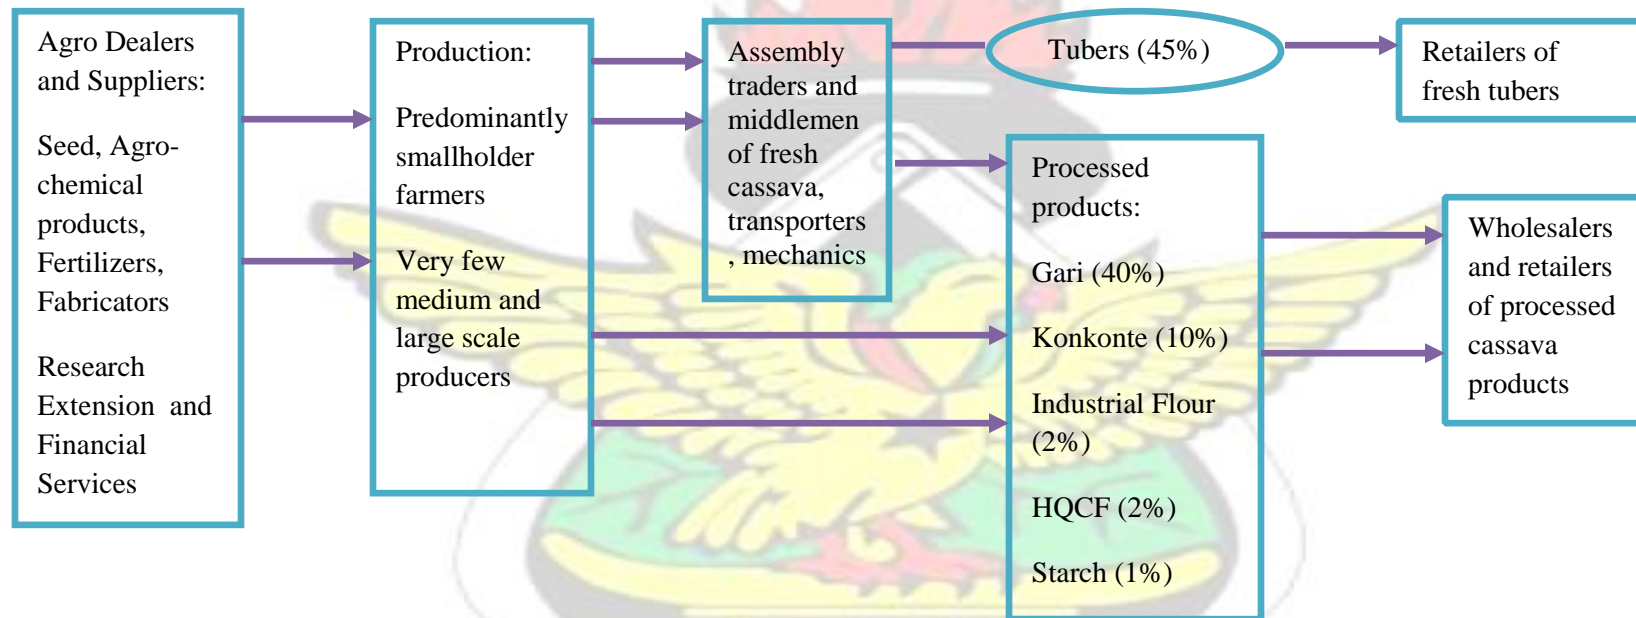 Agro Dealers
and Suppliers:
Seed, Agro-
chemical
products,
Fertilizers,
Fabricators
Research
Extension and
Financial
Services
Production:
Predominantly
smallholder
farmers
Very few
medium and
large scale
producers
Assembly
traders and
middlemen
of fresh
cassava,
transporters
, mechanics
Tubers (45%)
Retailers of
fresh tubers
Processed
products:
Gari (40%)
Konkonte (10%)
Industrial Flour
(2%)
HQCF (2%)
Starch (1%)
Wholesalers
and retailers
of processed
cassava
products